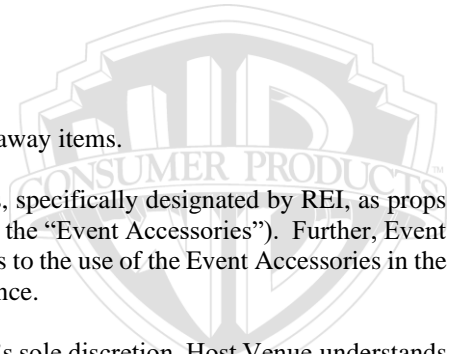 away items.
CONSUMER PRODUCTS
, specifically designated by REI, as props
the “Event Accessories”). Further, Event
s to the use of the Event Accessories in the
nce.
s sole discretion. Host Venue understands